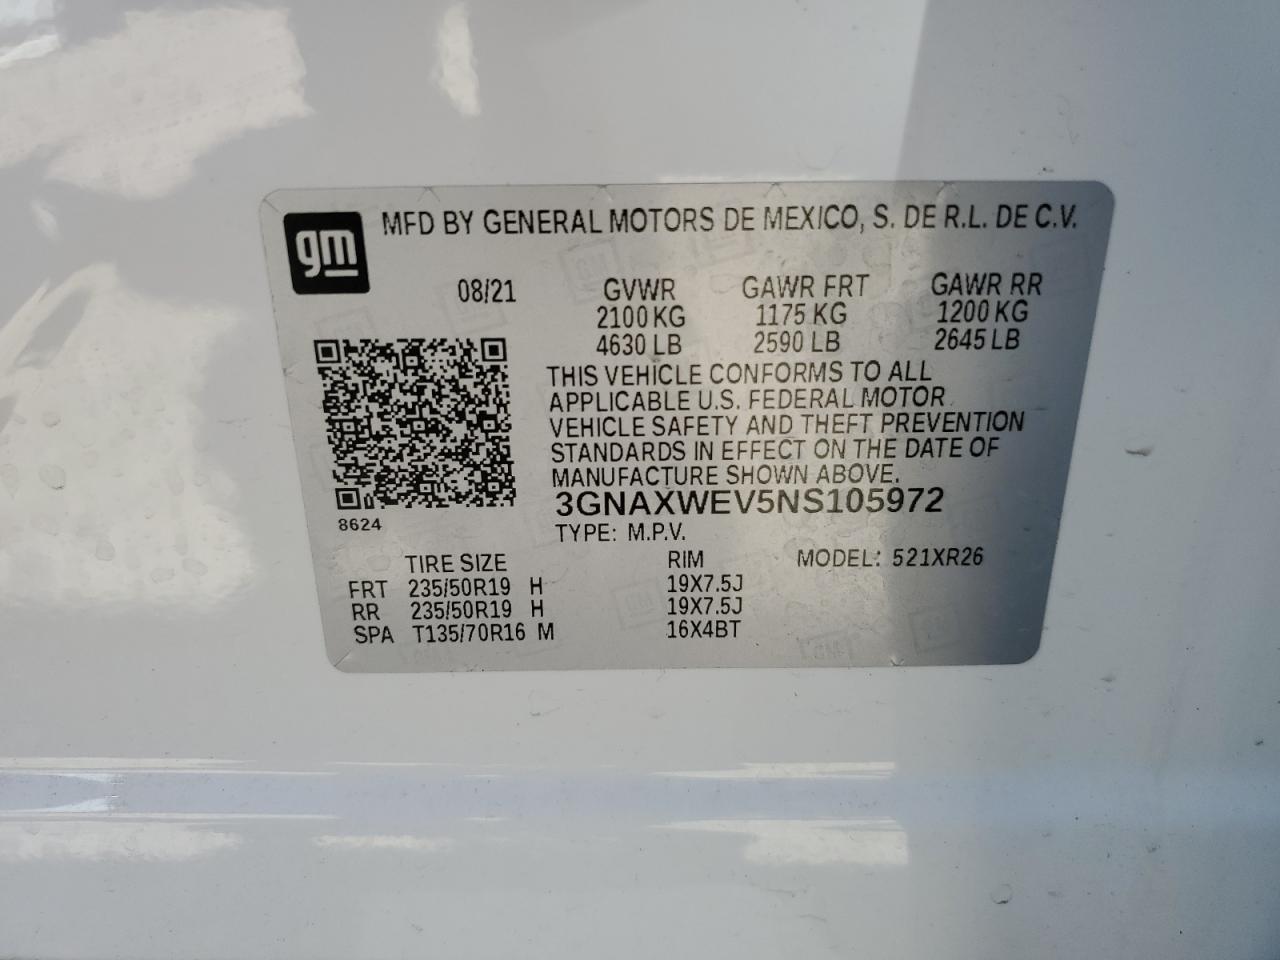 gm
MFD BY GENERAL MOTORS DE MEXICO, S. DE R.L. DE C.V.
08/21 GVWR GAWR FRT GAWR RR
2100 KG 1175 KG 1200 KG
4630 LB 2590 LB 2645 LB
THIS VEHICLE CONFORMS TO ALL
APPLICABLE U.S. FEDERAL MOTOR
VEHICLE SAFETY AND THEFT PREVENTION
STANDARDS IN EFFECT ON THE DATE OF
MANUFACTURE SHOWN ABOVE.
3GNAXWEV5NS105972
8624
TYPE: M.P.V.
TIRE SIZE RIM MODEL: 521XR26
FRT 235/50R19 H 19X7.5J
RR 235/50R19 H 19X7.5J
SPA T135/70R16 M 16X4BT